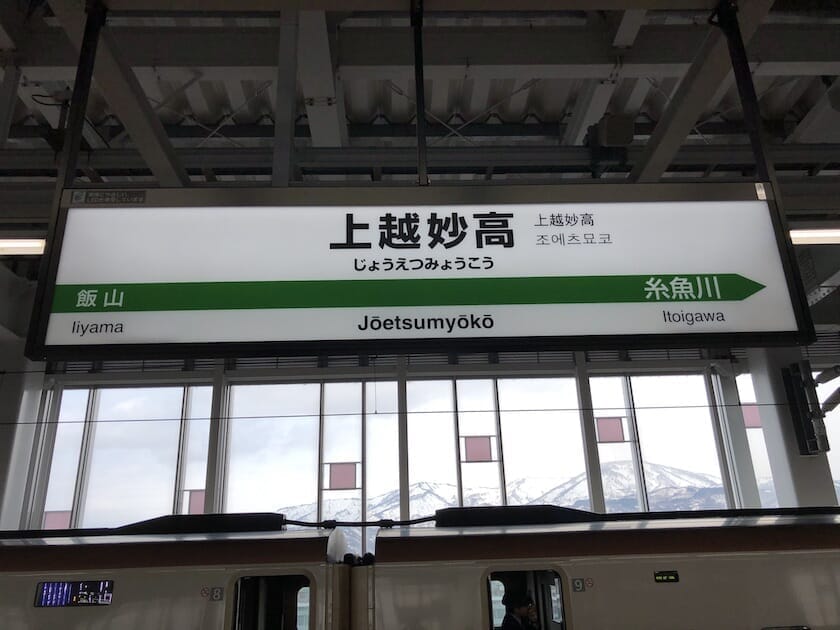 上越妙高
上越妙高
조에츠묘코
じょうえつみょうこう
飯山
糸魚川
Iiyama
Jōetsumyōkō
Itoigawa
8
9